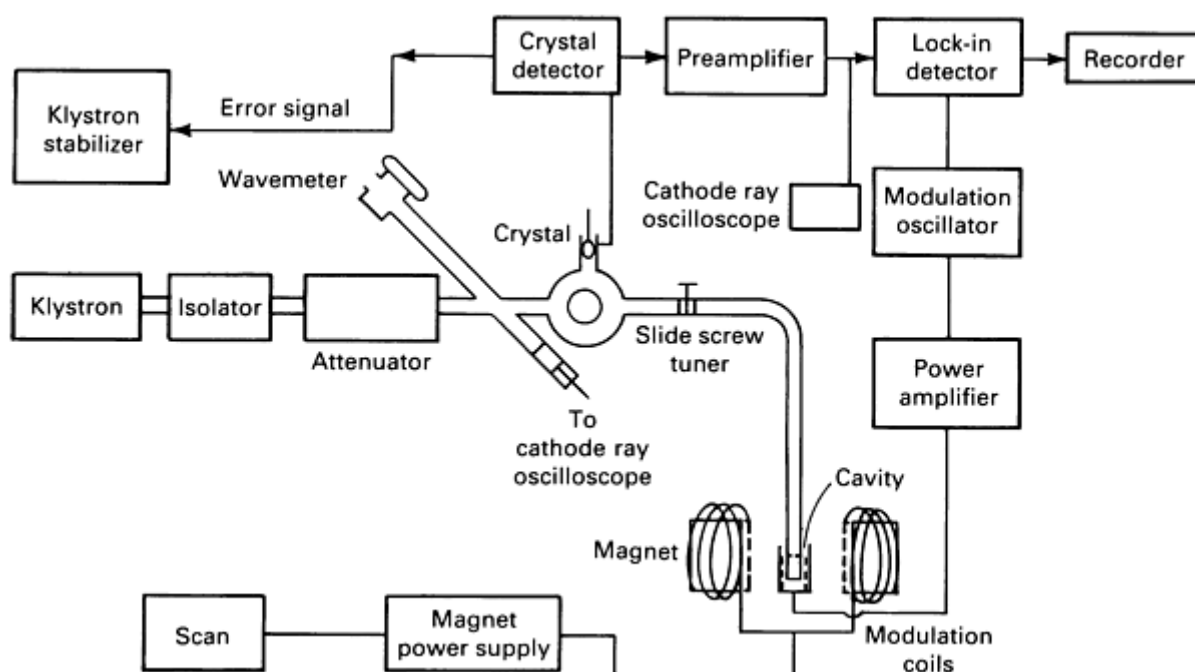 Crystal
detector
Preamplifier
Lock-in
detector
Recorder
Klystron
stabilizer
Error signal
Wavemeter
Cathode ray
oscilloscope
Modulation
oscillator
Crystal
Klystron
Isolator
Attenuator
Slide screw
tuner
Power
amplifier
To
cathode ray
oscilloscope
Cavity
Magnet
Scan
Magnet
power supply
Modulation
coils